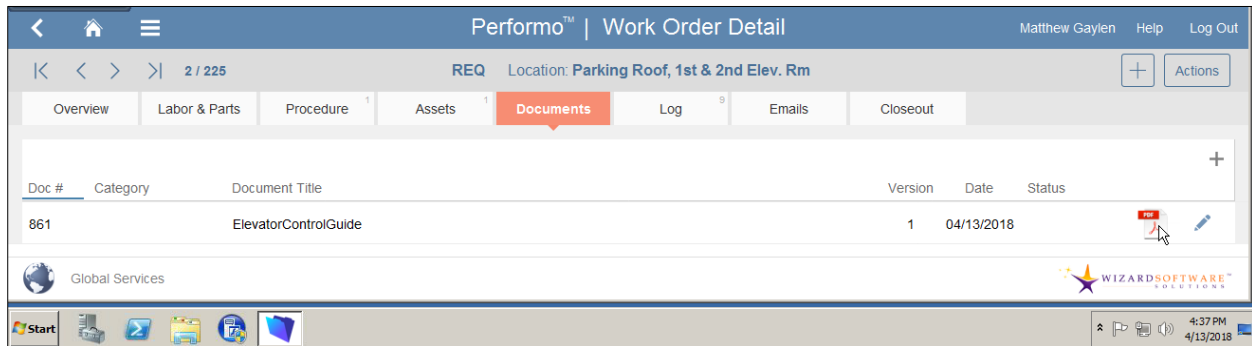 Performo™ | Work Order Detail Matthew Gaylen Help Log Out
2 / 225 REQ Location: Parking Roof, 1st & 2nd Elev. Rm Actions
Overview Labor & Parts Procedure 1 Assets 1 Documents Log 9 Emails Closeout
Doc # Category Document Title Version Date Status
861 ElevatorControlGuide 1 04/13/2018 PDF
Global Services WIZARDSOFTWARE™
SOLUTIONS
Start 4:37 PM
4/13/2018